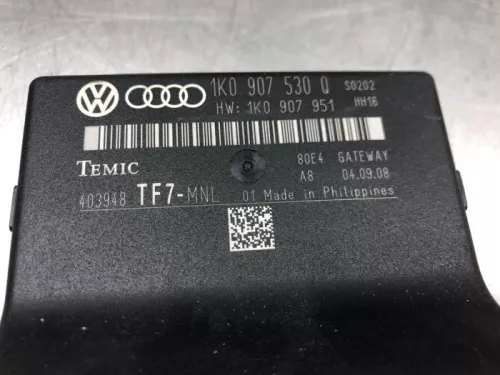 1K0 907 530 Q S0202
HW: 1K0 907 951 HH16
TEMIC 80E4 GATEWAY
A8 04.09.08
403948 TF7-MNL 01 Made in Philippines